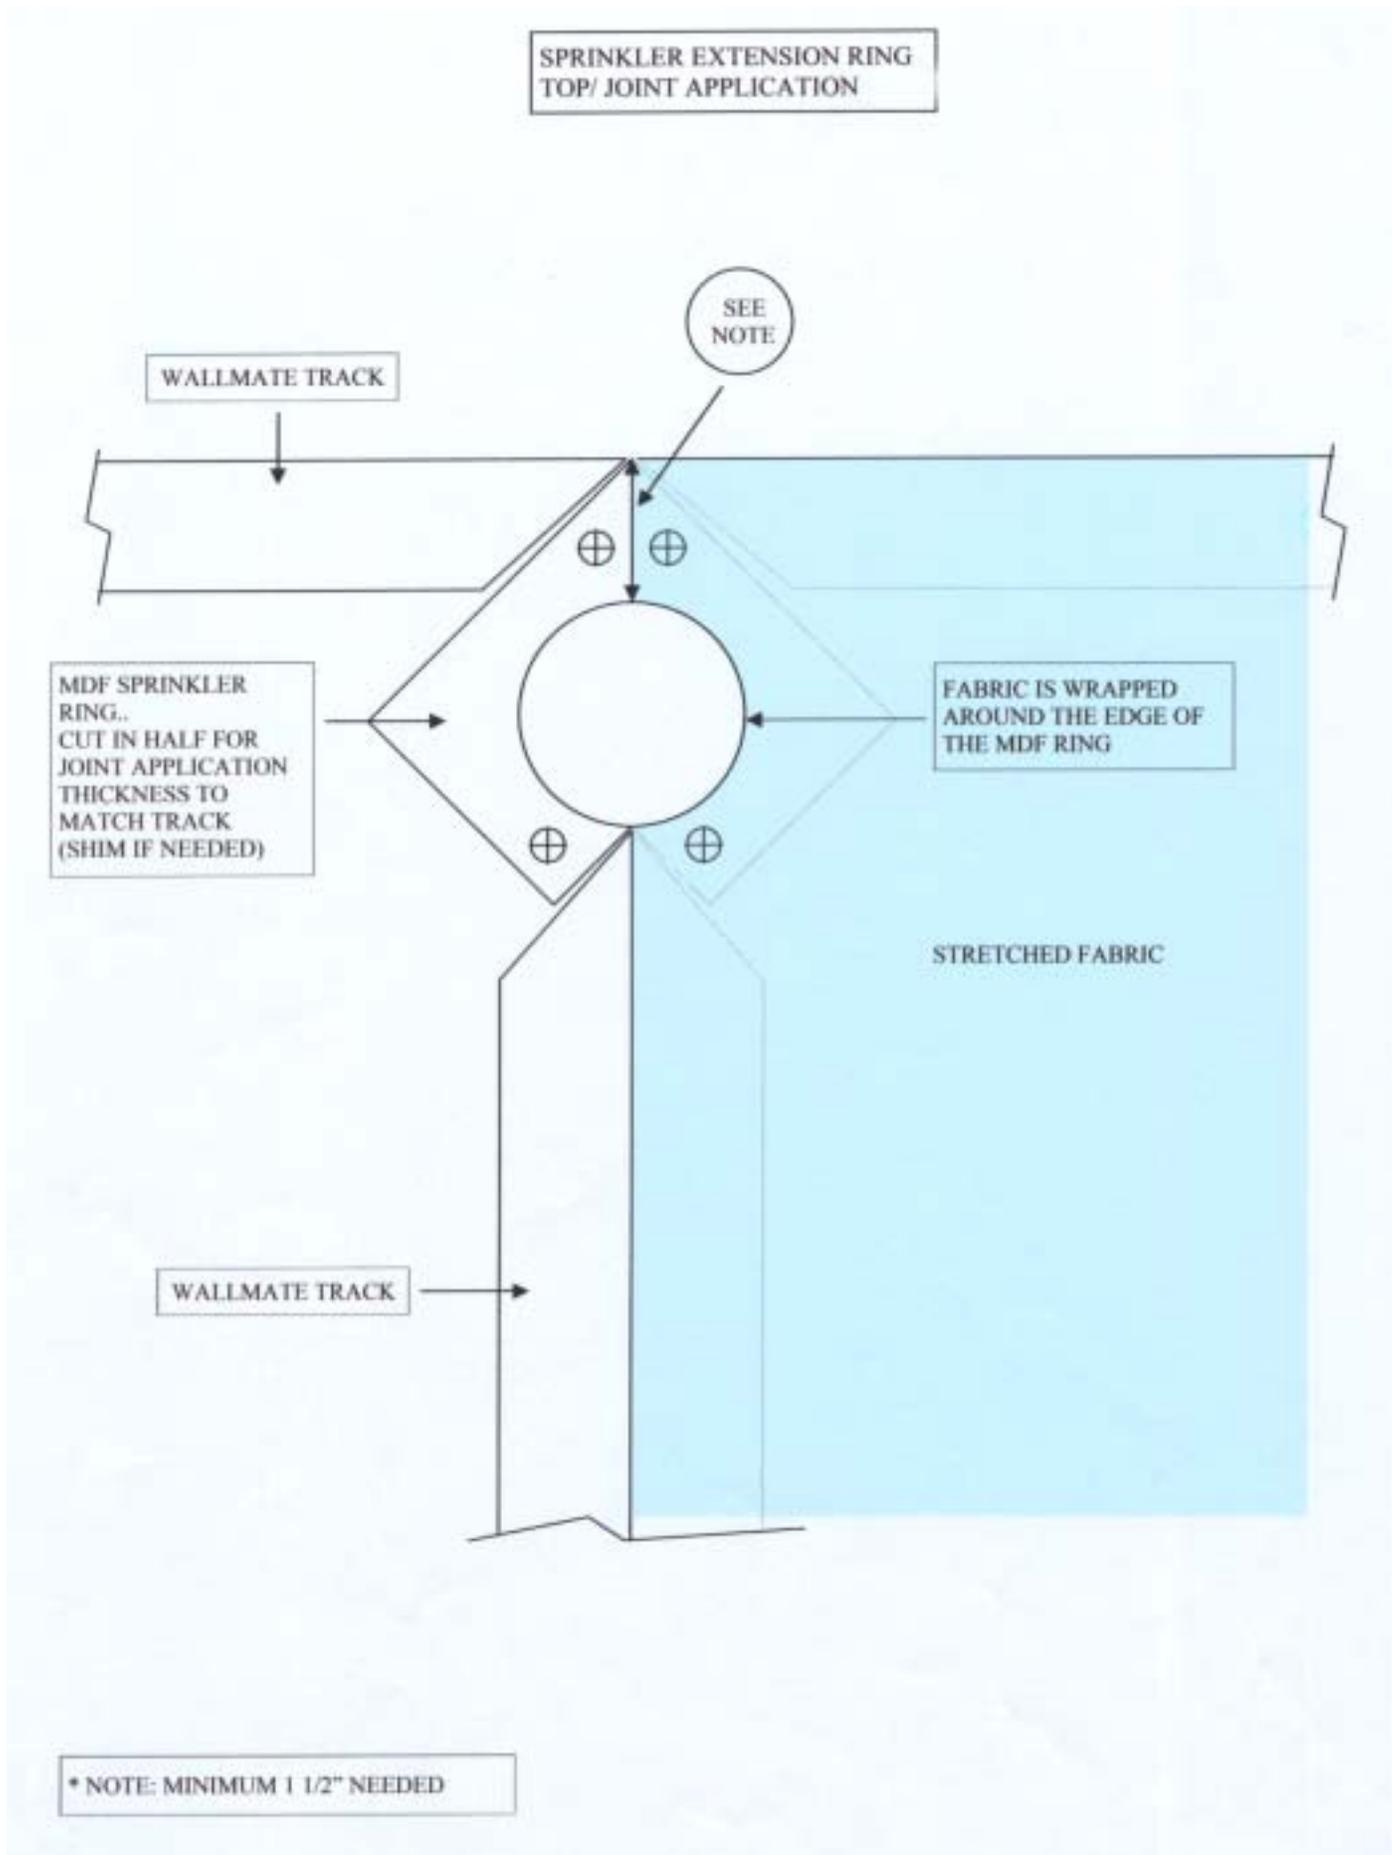 SPRINKLER EXTENSION RING
TOP/ JOINT APPLICATION
SEE
NOTE
WALLMATE TRACK
MDF SPRINKLER
RING..
CUT IN HALF FOR
JOINT APPLICATION
THICKNESS TO
MATCH TRACK
(SHIM IF NEEDED)
FABRIC IS WRAPPED
AROUND THE EDGE OF
THE MDF RING
STRETCHED FABRIC
WALLMATE TRACK
* NOTE: MINIMUM 1 1/2” NEEDED